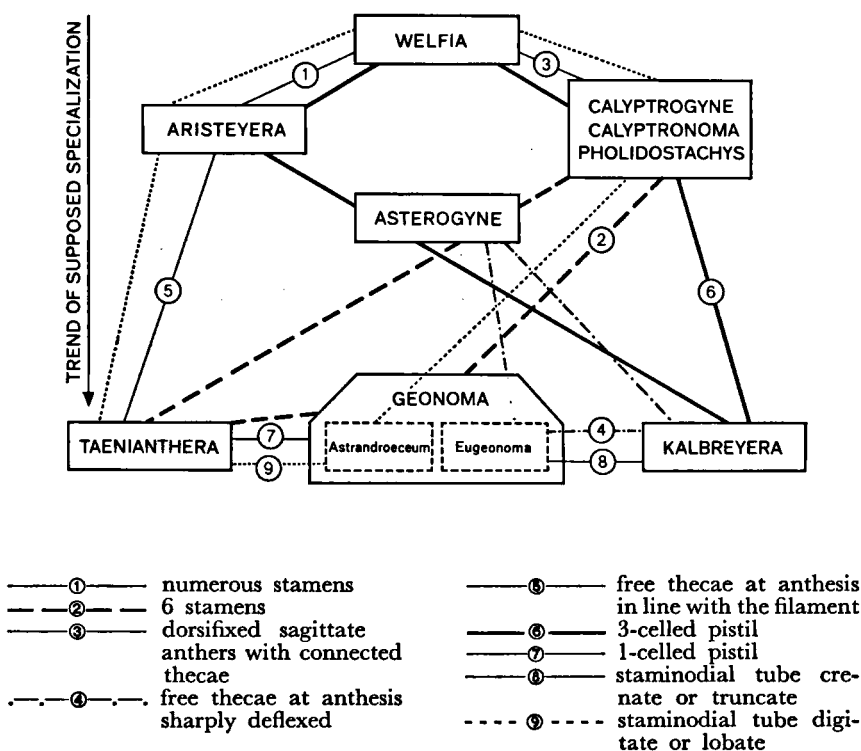 WELFIA
1
3
ARISTEYERA
CALYPTROGYNE
CALYPTRONOMA
PHOLIDOSTACHYS
TREND OF SUPPOSED SPECIALIZATION
ASTEROGYNE
2
5
6
GEONOMA
TAENIANTHERA
7
Astrandroeceum
Eugeonoma
4
KALBREYERA
9
8
1 numerous stamens
2 6 stamens
3 dorsifixed sagittate
anthers with connected
thecae
4 free thecae at anthesis
sharply deflexed
5 free thecae at anthesis
in line with the filament
6 3-celled pistil
7 1-celled pistil
8 staminodial tube cre-
nate or truncate
9 staminodial tube digi-
tate or lobate